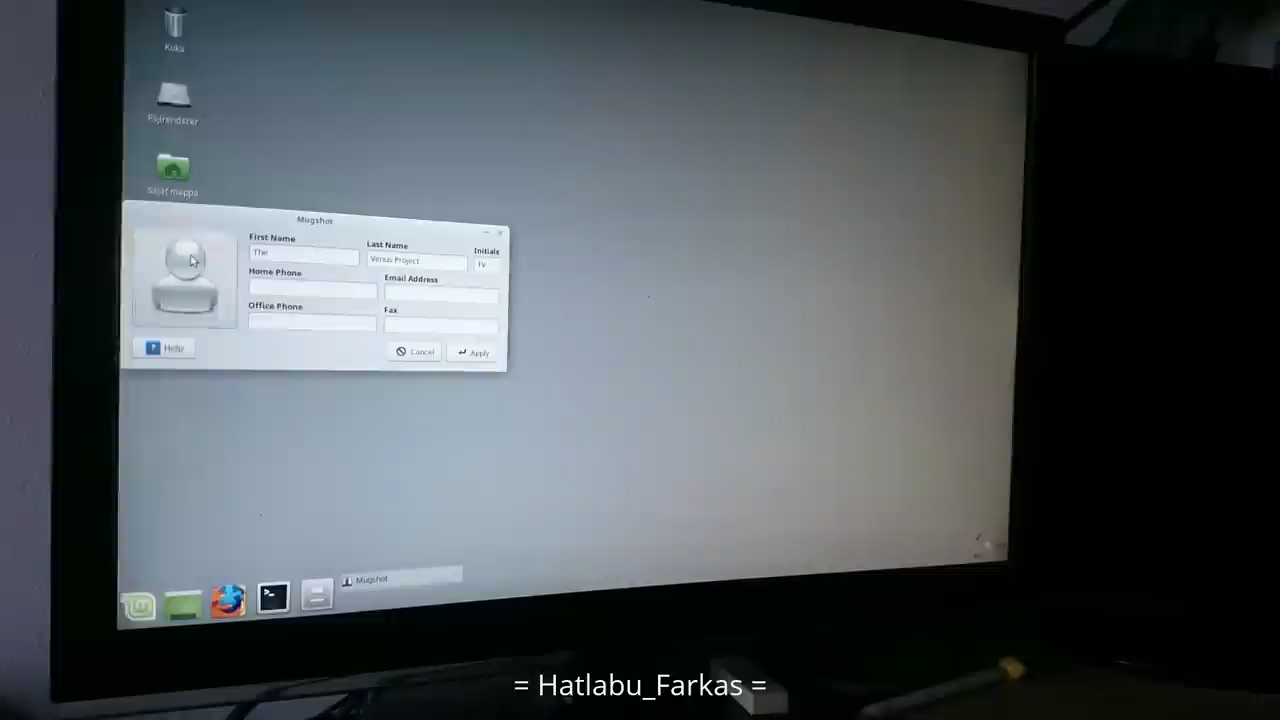 Kuka
Fájlrendszer
Saját mappa
Mugshot
First Name
Last Name
Initials
The
Venus Project
TV
Home Phone
Email Address
Office Phone
Fax
Help
Cancel
Apply
Mugshot
= Hatlabu_Farkas =